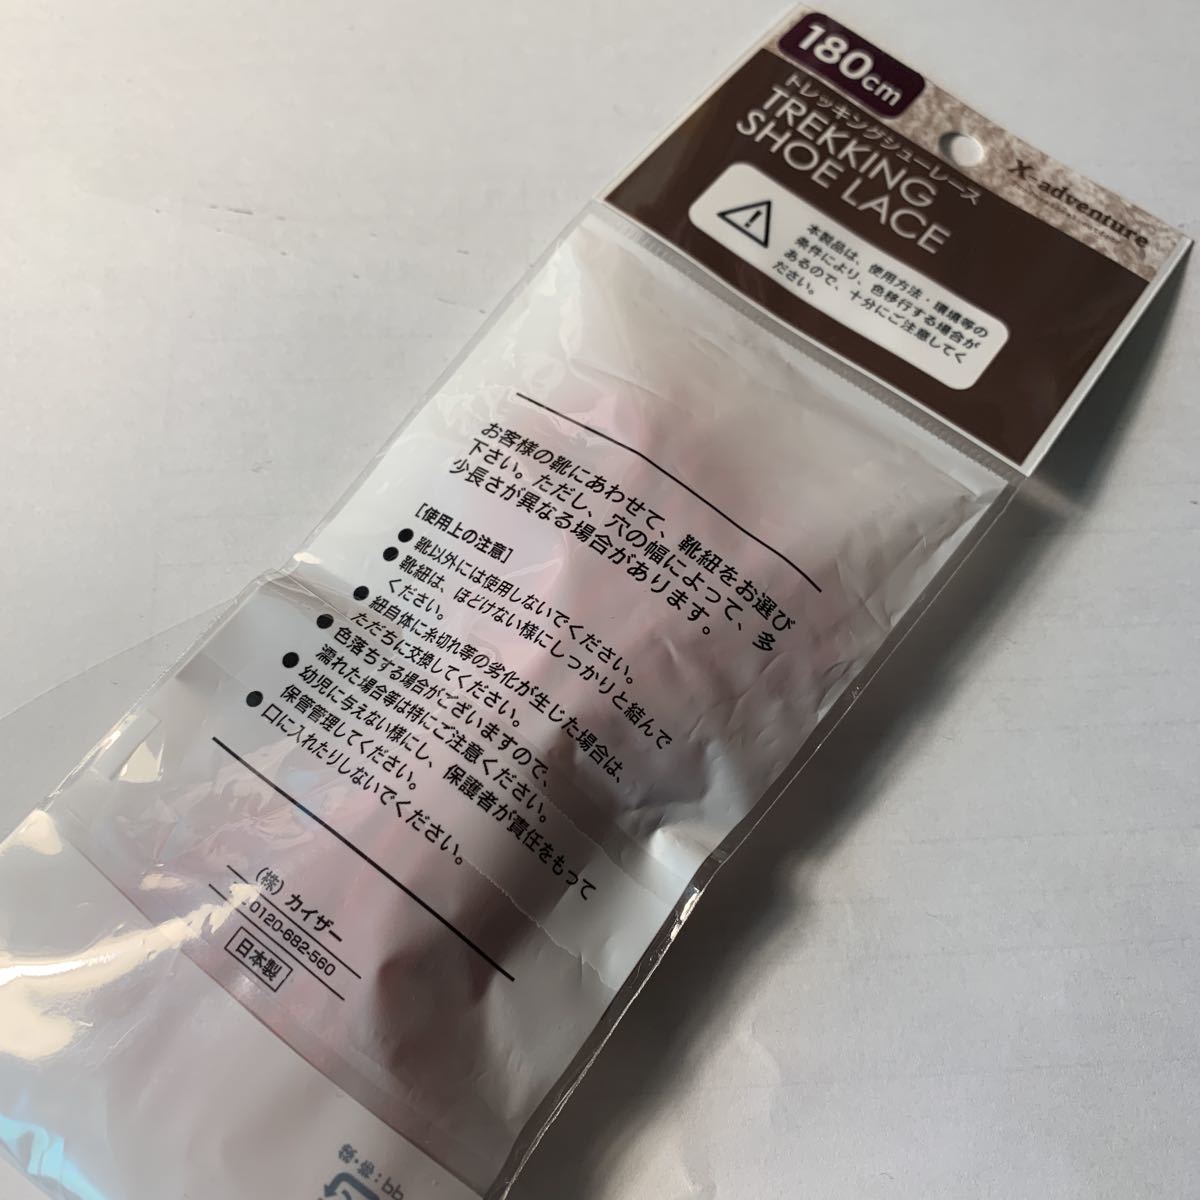 180cm
トレッキングシューレース
TREKKING
SHOE LACE
X-adventure
本製品は、使用方法・環境等の
条件により、色移行する場合が
あるので、十分にご注意してく
ださい。
お客様の靴にあわせて、靴紐をお選び
下さい。ただし、穴の幅によって、多
少長さが異なる場合があります。
[使用上の注意]
● 靴以外には使用しないでください。
● 靴紐は、ほどけない様にしっかりと結んで
ください。
● 紐自体に糸切れ等の劣化が生じた場合は、
ただちに交換してください。
● 色落ちする場合がございますので、
濡れた場合等は特にご注意ください。
● 幼児に与えない様にし、保護者が責任をもって
保管管理してください。
● 口に入れたりしないでください。
(株) カイザー
0120-682-560
日本製